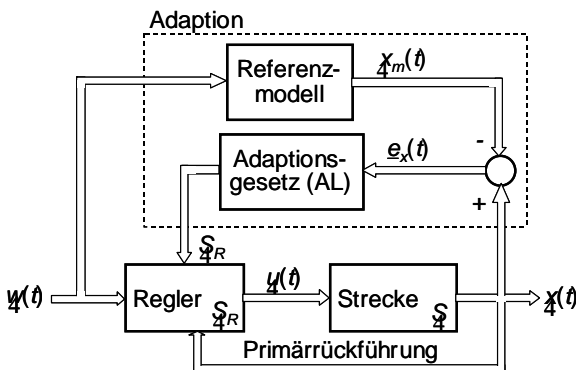 Adaption
Referenz-
modell
x_m(t)
-
Adaptions-
gesetz (AL)
e_x(t)
+
S_R
w(t)
Regler
S_R
u(t)
Strecke
S
x(t)
Primärrückführung